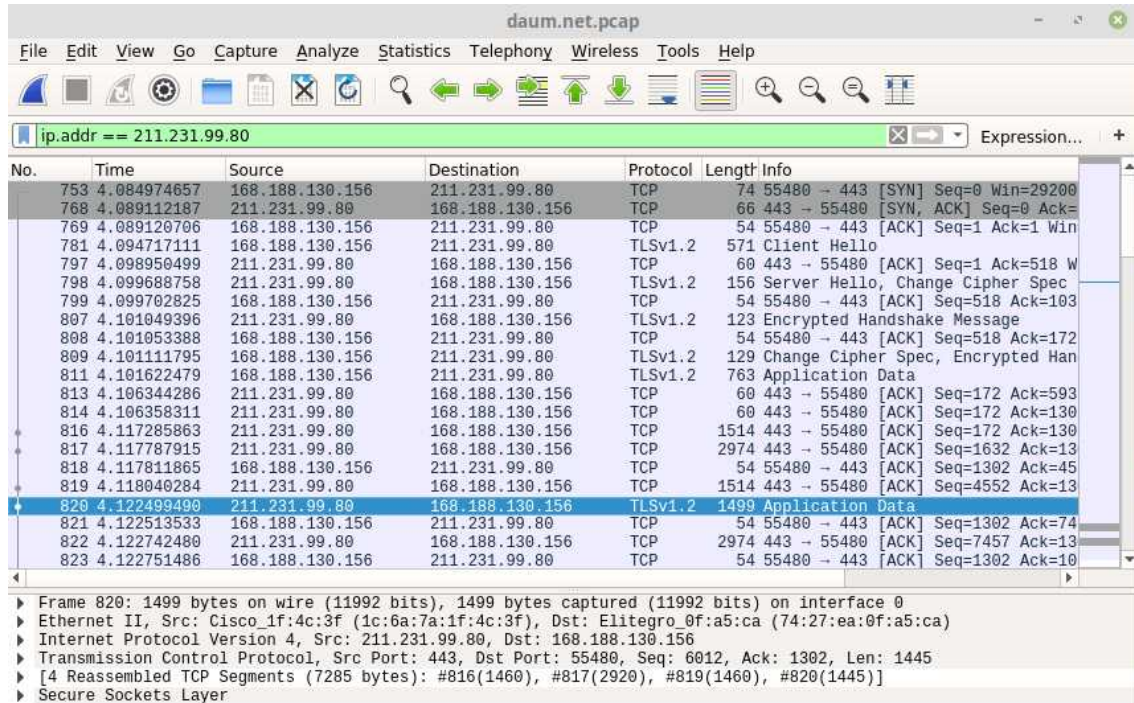 daum.net.pcap
File Edit View Go Capture Analyze Statistics Telephony Wireless Tools Help
ip.addr == 211.231.99.80 Expression... +
No. Time Source Destination Protocol Length Info
753 4.084974657 168.188.130.156 211.231.99.80 TCP 74 55480 → 443 [SYN] Seq=0 Win=29200
768 4.089112187 211.231.99.80 168.188.130.156 TCP 66 443 → 55480 [SYN, ACK] Seq=0 Ack=
769 4.089120706 168.188.130.156 211.231.99.80 TCP 54 55480 → 443 [ACK] Seq=1 Ack=1 Win
781 4.094717111 168.188.130.156 211.231.99.80 TLSv1.2 571 Client Hello
797 4.098950499 211.231.99.80 168.188.130.156 TCP 60 443 → 55480 [ACK] Seq=1 Ack=518 W
798 4.099688758 211.231.99.80 168.188.130.156 TLSv1.2 156 Server Hello, Change Cipher Spec
799 4.099702825 168.188.130.156 211.231.99.80 TCP 54 55480 → 443 [ACK] Seq=518 Ack=103
807 4.101049396 211.231.99.80 168.188.130.156 TLSv1.2 123 Encrypted Handshake Message
808 4.101053388 168.188.130.156 211.231.99.80 TCP 54 55480 → 443 [ACK] Seq=518 Ack=172
809 4.101111795 168.188.130.156 211.231.99.80 TLSv1.2 129 Change Cipher Spec, Encrypted Han
811 4.101622479 168.188.130.156 211.231.99.80 TLSv1.2 763 Application Data
813 4.106344286 211.231.99.80 168.188.130.156 TCP 60 443 → 55480 [ACK] Seq=172 Ack=593
814 4.106358311 211.231.99.80 168.188.130.156 TCP 60 443 → 55480 [ACK] Seq=172 Ack=130
816 4.117285863 211.231.99.80 168.188.130.156 TCP 1514 443 → 55480 [ACK] Seq=172 Ack=130
817 4.117787915 211.231.99.80 168.188.130.156 TCP 2974 443 → 55480 [ACK] Seq=1632 Ack=13
818 4.117811865 168.188.130.156 211.231.99.80 TCP 54 55480 → 443 [ACK] Seq=1302 Ack=45
819 4.118040284 211.231.99.80 168.188.130.156 TCP 1514 443 → 55480 [ACK] Seq=4552 Ack=13
820 4.122499490 211.231.99.80 168.188.130.156 TLSv1.2 1499 Application Data
821 4.122513533 168.188.130.156 211.231.99.80 TCP 54 55480 → 443 [ACK] Seq=1302 Ack=74
822 4.122742480 211.231.99.80 168.188.130.156 TCP 2974 443 → 55480 [ACK] Seq=7457 Ack=13
823 4.122751486 168.188.130.156 211.231.99.80 TCP 54 55480 → 443 [ACK] Seq=1302 Ack=10
Frame 820: 1499 bytes on wire (11992 bits), 1499 bytes captured (11992 bits) on interface 0
Ethernet II, Src: Cisco_1f:4c:3f (1c:6a:7a:1f:4c:3f), Dst: Elitegro_0f:a5:ca (74:27:ea:0f:a5:ca)
Internet Protocol Version 4, Src: 211.231.99.80, Dst: 168.188.130.156
Transmission Control Protocol, Src Port: 443, Dst Port: 55480, Seq: 6012, Ack: 1302, Len: 1445
[4 Reassembled TCP Segments (7285 bytes): #816(1460), #817(2920), #819(1460), #820(1445)]
Secure Sockets Layer